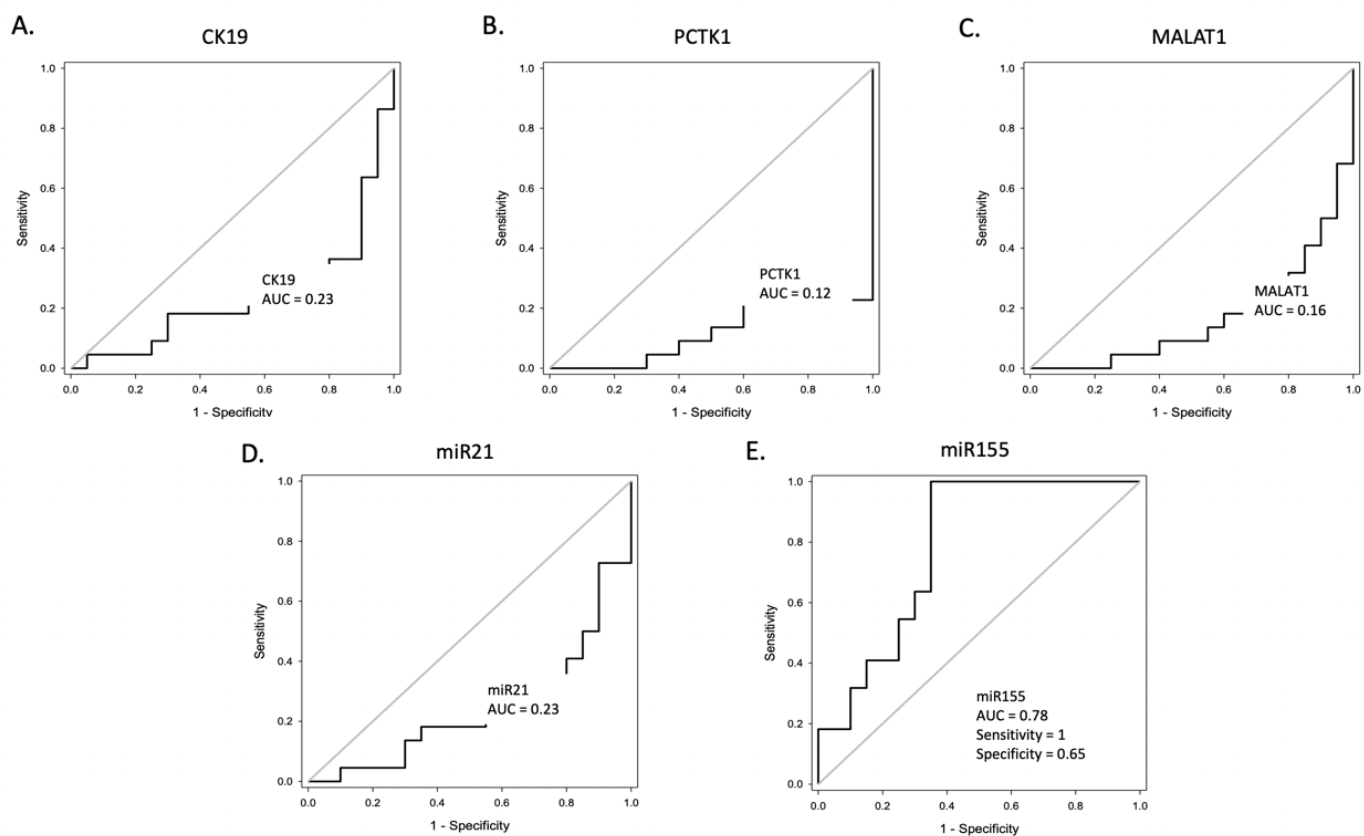 A.
CK19
1.0
0.8
0.6
0.4
0.2
0.0
Sensitivity
CK19
AUC = 0.23
0.0 0.2 0.4 0.6 0.8 1.0
1 - Specificity
B.
PCTK1
1.0
0.8
0.6
0.4
0.2
0.0
Sensitivity
PCTK1
AUC = 0.12
0.0 0.2 0.4 0.6 0.8 1.0
1 - Specificity
C.
MALAT1
1.0
0.8
0.6
0.4
0.2
0.0
Sensitivity
MALAT1
AUC = 0.16
0.0 0.2 0.4 0.6 0.8 1.0
1 - Specificity
D.
miR21
1.0
0.8
0.6
0.4
0.2
0.0
Sensitivity
miR21
AUC = 0.23
0.0 0.2 0.4 0.6 0.8 1.0
1 - Specificity
E.
miR155
1.0
0.8
0.6
0.4
0.2
0.0
Sensitivity
miR155
AUC = 0.78
Sensitivity = 1
Specificity = 0.65
0.0 0.2 0.4 0.6 0.8 1.0
1 - Specificity